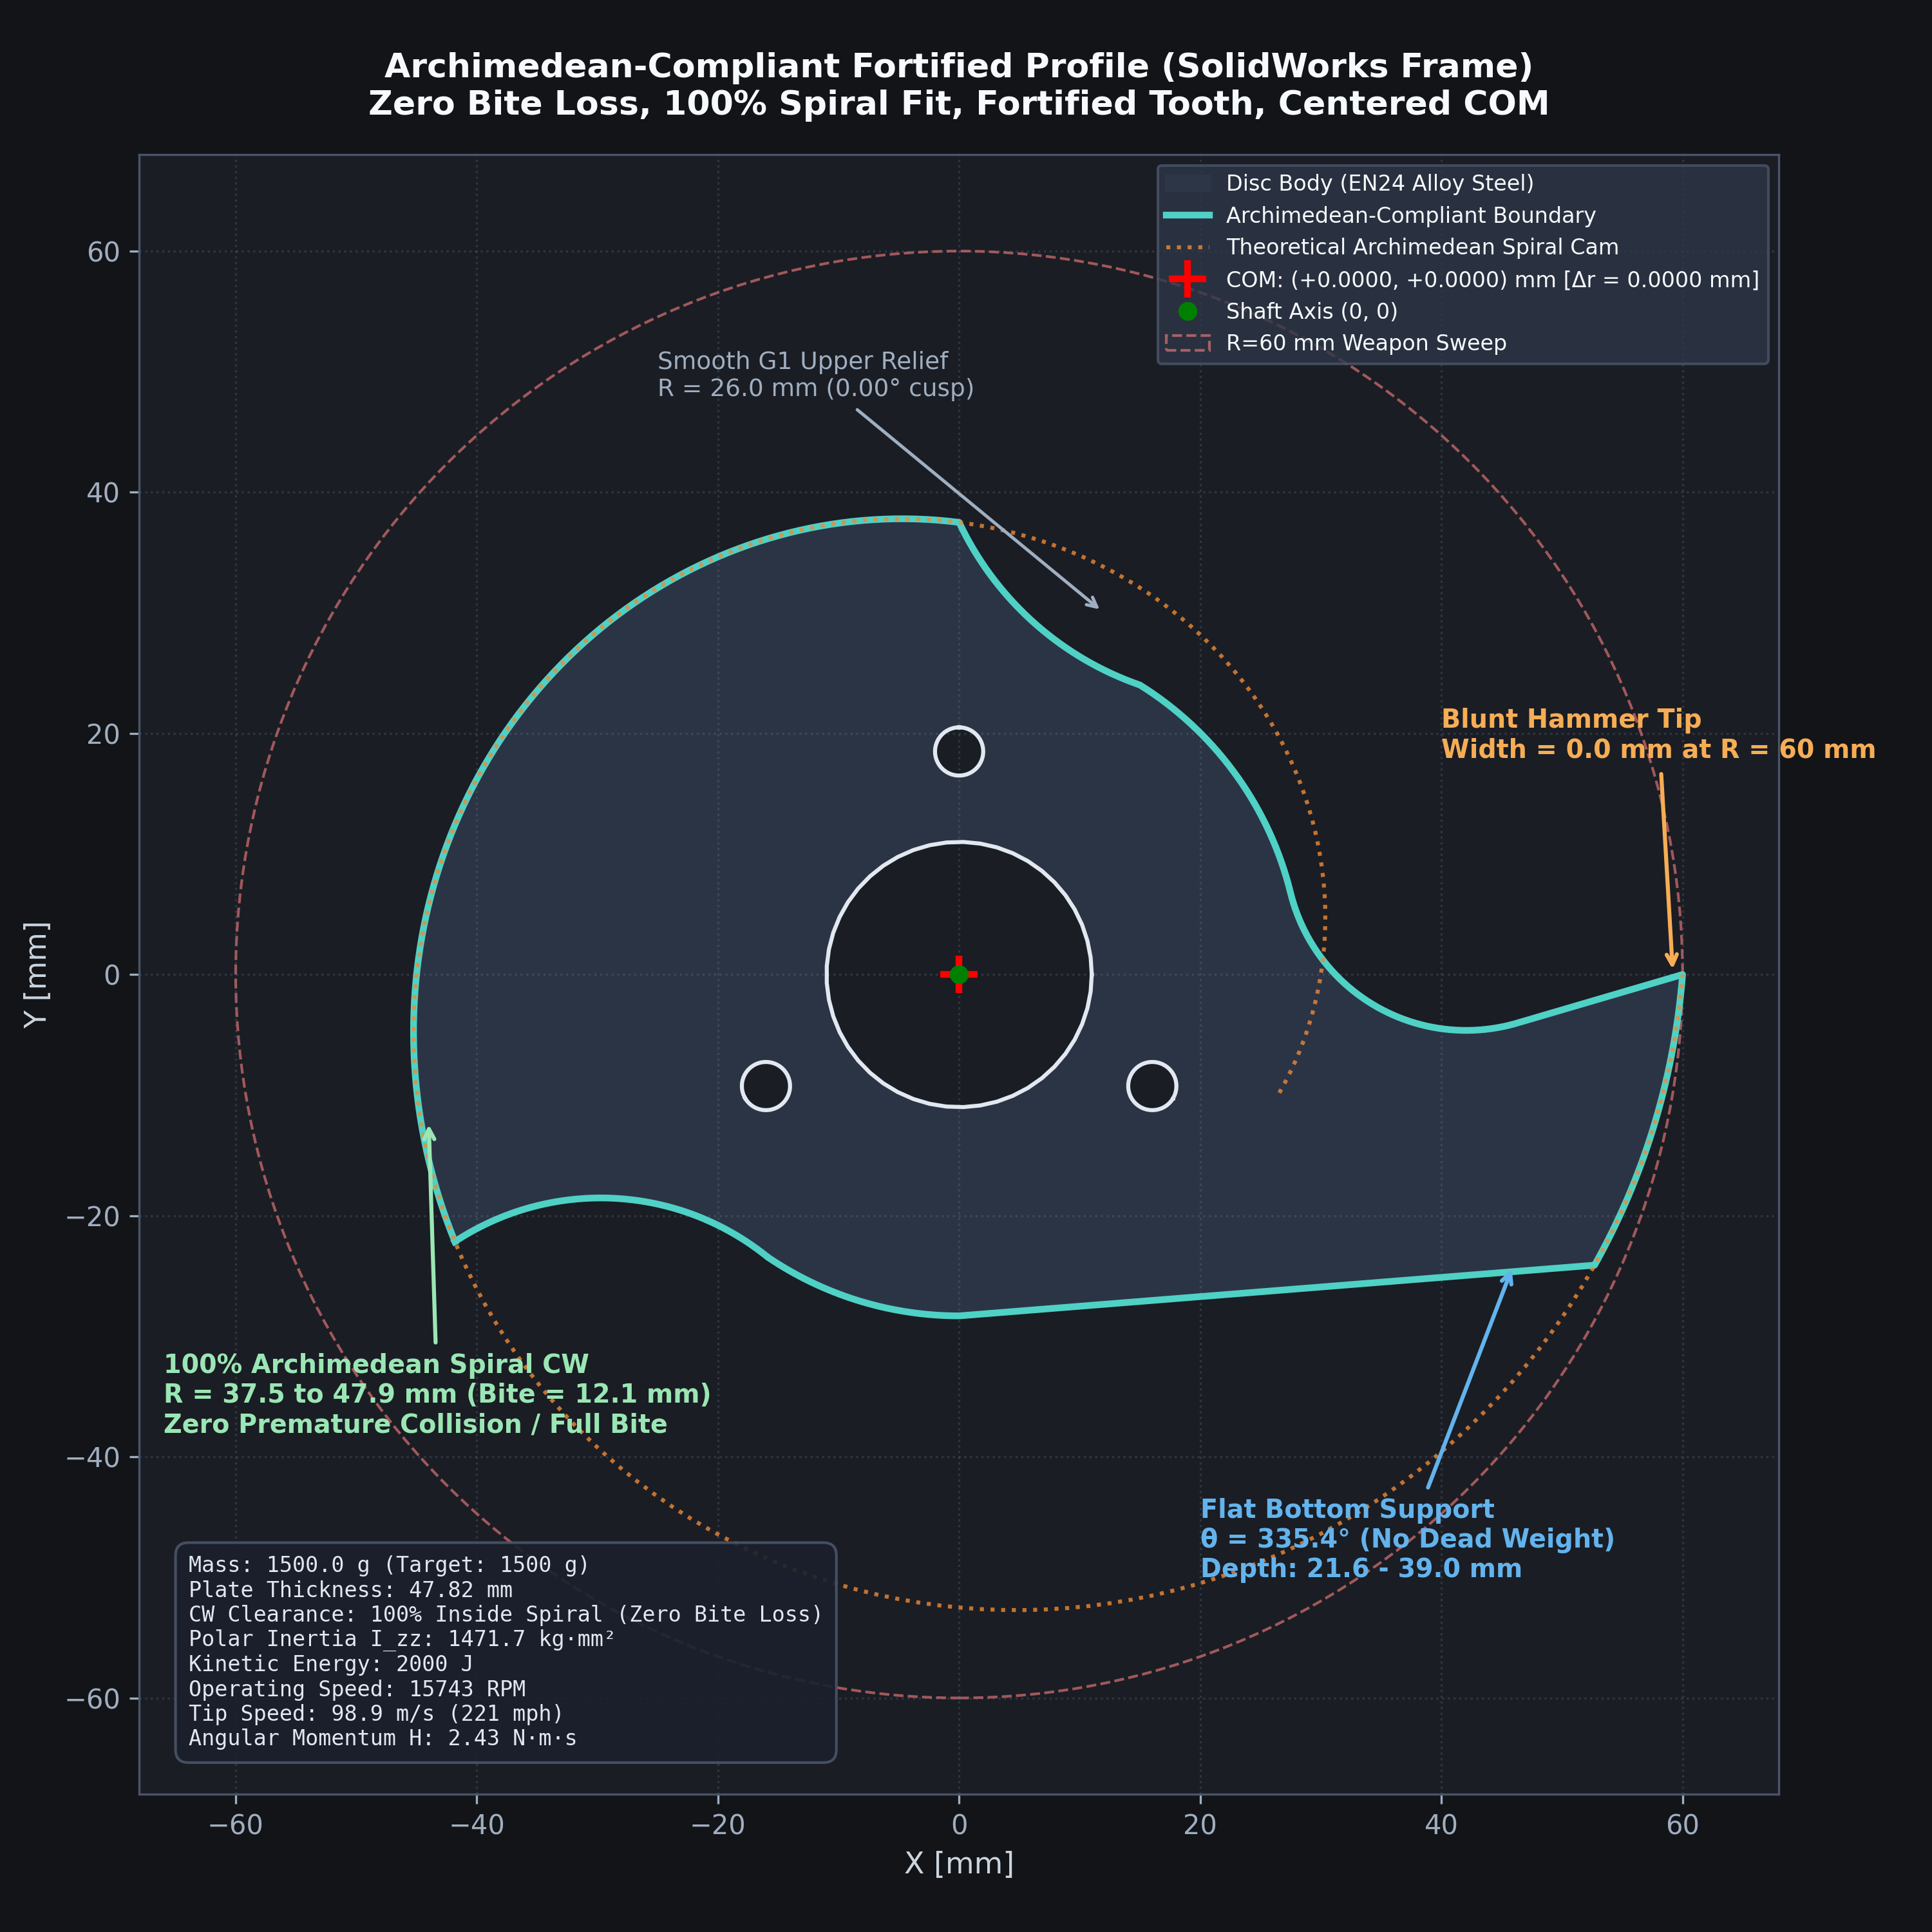 Archimedean-Compliant Fortified Profile (SolidWorks Frame)
Zero Bite Loss, 100% Spiral Fit, Fortified Tooth, Centered COM
Disc Body (EN24 Alloy Steel)
Archimedean-Compliant Boundary
Theoretical Archimedean Spiral Cam
COM: (+0.0000, +0.0000) mm [Δr = 0.0000 mm]
Shaft Axis (0, 0)
R=60 mm Weapon Sweep
Smooth G1 Upper Relief
R = 26.0 mm (0.00° cusp)
Blunt Hammer Tip
Width = 0.0 mm at R = 60 mm
100% Archimedean Spiral CW
R = 37.5 to 47.9 mm (Bite = 12.1 mm)
Zero Premature Collision / Full Bite
Flat Bottom Support
θ = 335.4° (No Dead Weight)
Depth: 21.6 - 39.0 mm
Mass: 1500.0 g (Target: 1500 g)
Plate Thickness: 47.82 mm
CW Clearance: 100% Inside Spiral (Zero Bite Loss)
Polar Inertia I_zz: 1471.7 kg·mm²
Kinetic Energy: 2000 J
Operating Speed: 15743 RPM
Tip Speed: 98.9 m/s (221 mph)
Angular Momentum H: 2.43 N·m·s
60
40
20
0
−20
−40
−60
Y [mm]
−60 −40 −20 0 20 40 60
X [mm]